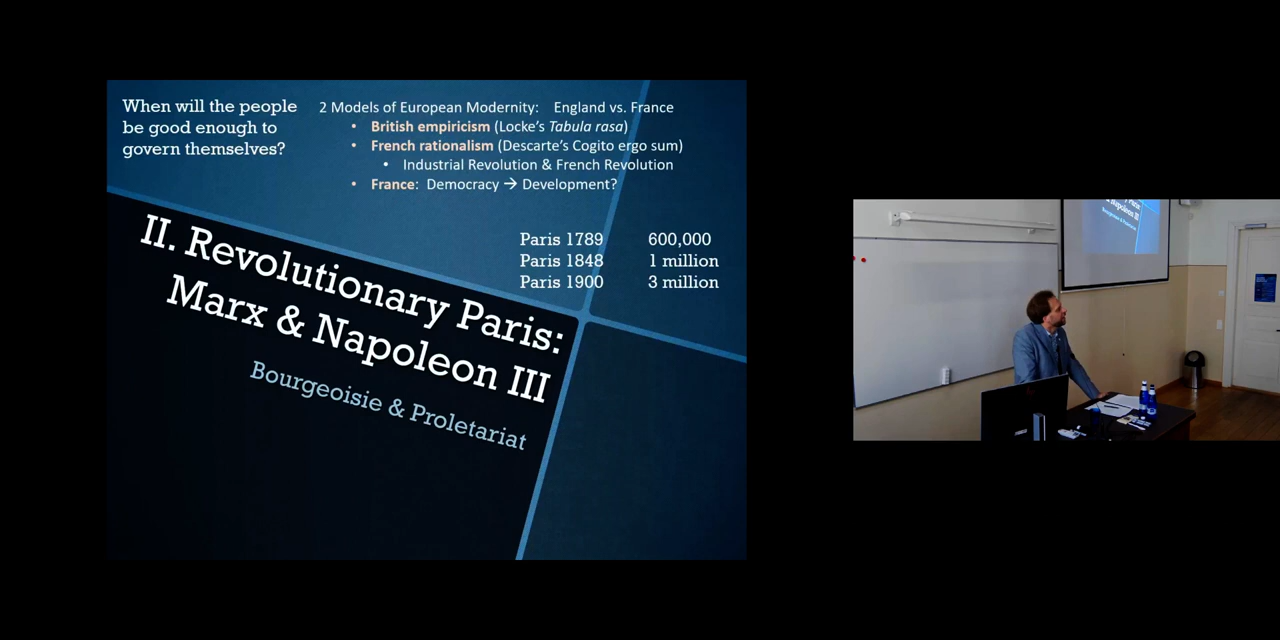 When will the people
be good enough to
govern themselves?
2 Models of European Modernity: England vs. France
• British empiricism (Locke's Tabula rasa)
• French rationalism (Descarte's Cogito ergo sum)
• Industrial Revolution & French Revolution
• France: Democracy → Development?
Paris 1789 600,000
Paris 1848 1 million
Paris 1900 3 million
II. Revolutionary Paris:
Marx & Napoleon III
Bourgeoisie & Proletariat